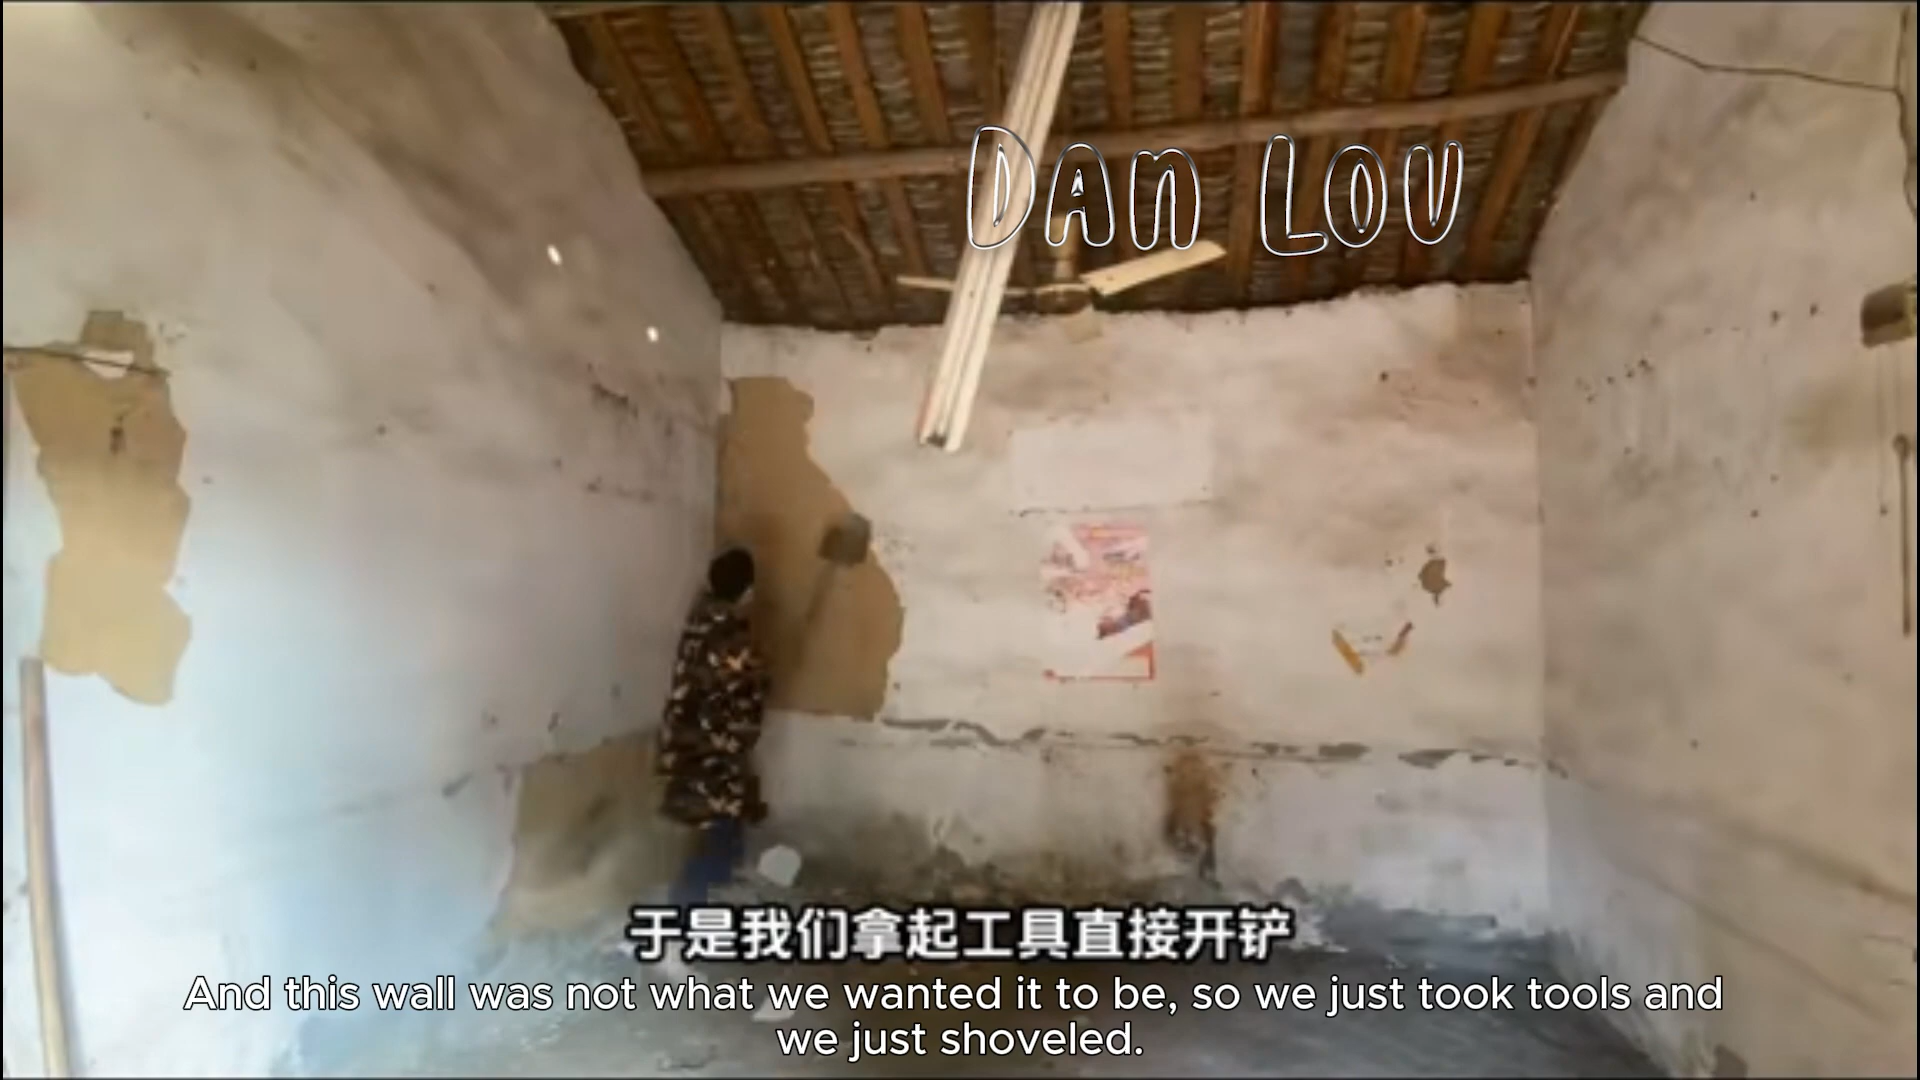 DAN LOU
于是我们拿起工具直接开铲
And this wall was not what we wanted it to be, so we just took tools and
we just shoveled.